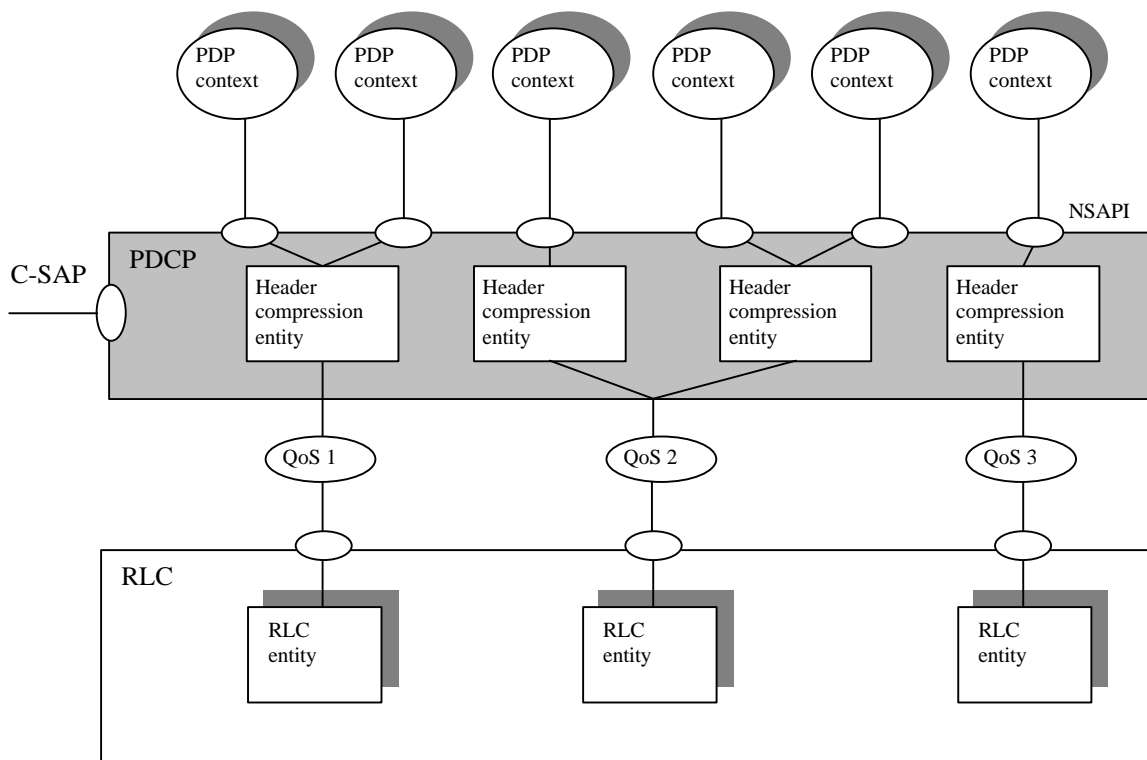 PDP
context
PDP
context
PDP
context
PDP
context
PDP
context
PDP
context
NSAPI
C-SAP
PDCP
Header
compression
entity
Header
compression
entity
Header
compression
entity
Header
compression
entity
QoS 1
QoS 2
QoS 3
RLC
RLC
entity
RLC
entity
RLC
entity